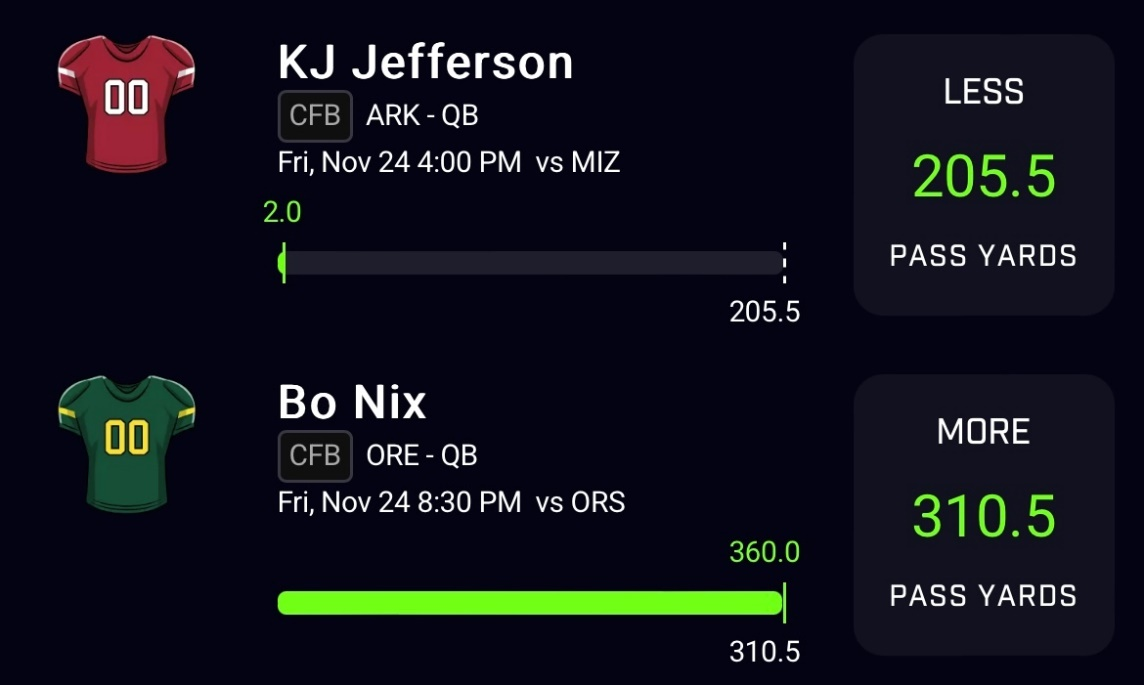 00
KJ Jefferson
CFB ARK - QB
Fri, Nov 24 4:00 PM vs MIZ
2.0
205.5
LESS
205.5
PASS YARDS
00
Bo Nix
CFB ORE - QB
Fri, Nov 24 8:30 PM vs ORS
360.0
310.5
MORE
310.5
PASS YARDS